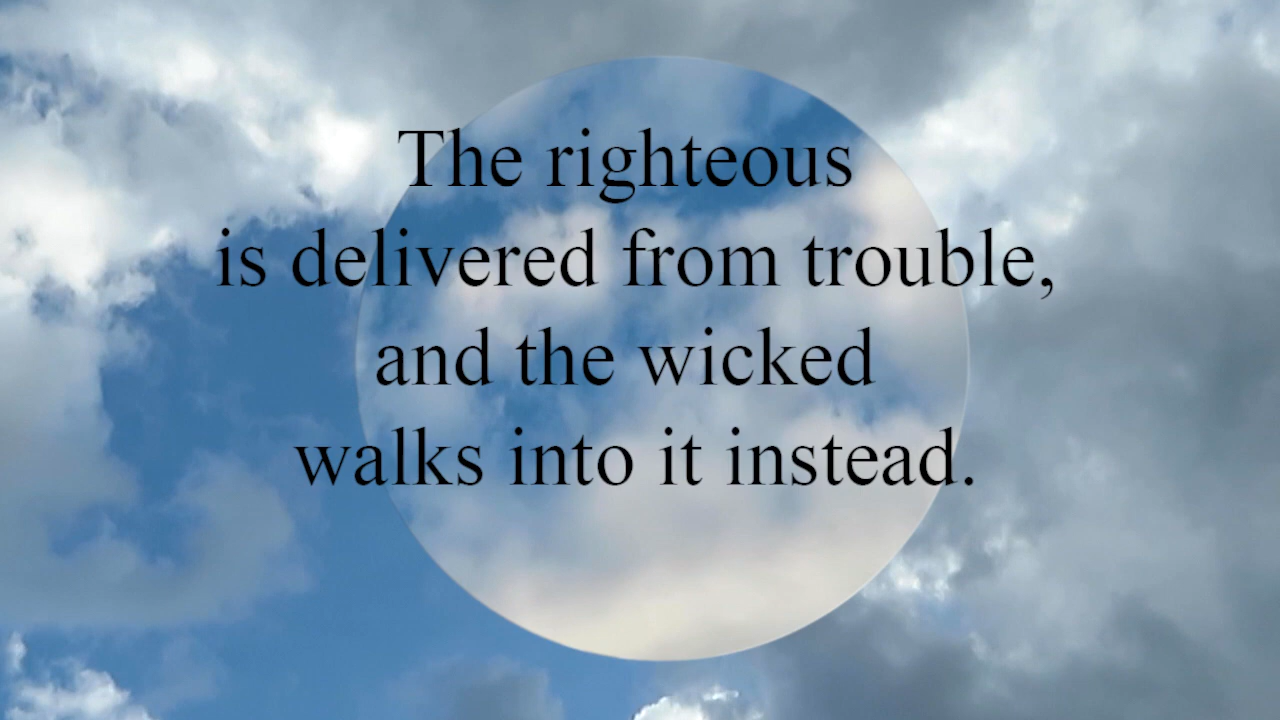 The righteous
is delivered from trouble,
and the wicked
walks into it instead.